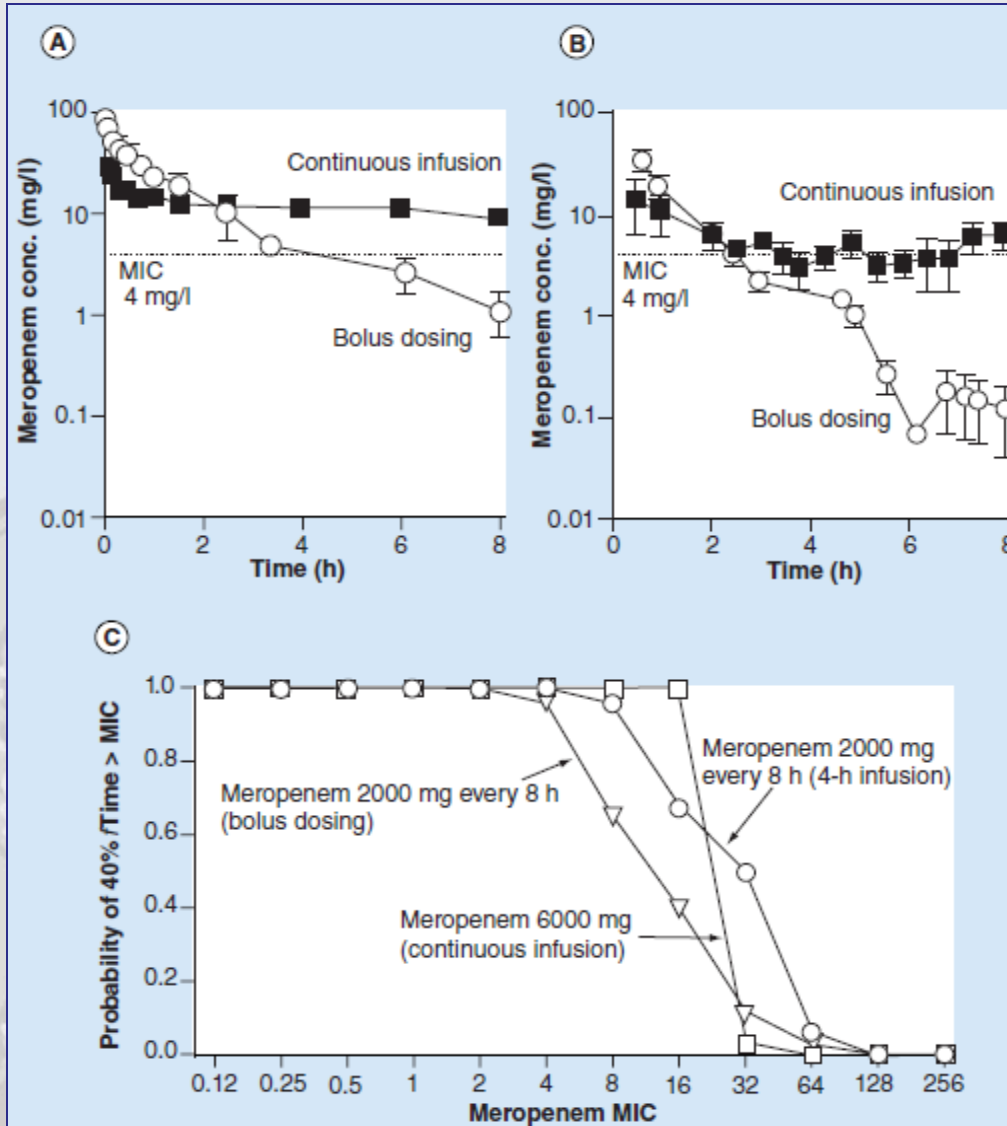 A
B
100
10
1
0.1
0.01
Meropenem conc. (mg/l)
Continuous infusion
MIC
4 mg/l
Bolus dosing
0
2
4
6
8
Time (h)
100
10
1
0.1
0.01
Meropenem conc. (mg/l)
Continuous infusion
MIC
4 mg/l
Bolus dosing
0
2
4
6
8
Time (h)
C
1.0
0.8
0.6
0.4
0.2
0.0
Probability of 40% fTime > MIC
Meropenem 2000 mg
every 8 h (4-h infusion)
Meropenem 2000 mg every 8 h
(bolus dosing)
Meropenem 6000 mg
(continuous infusion)
0.12 0.25 0.5 1 2 4 8 16 32 64 128 256
Meropenem MIC